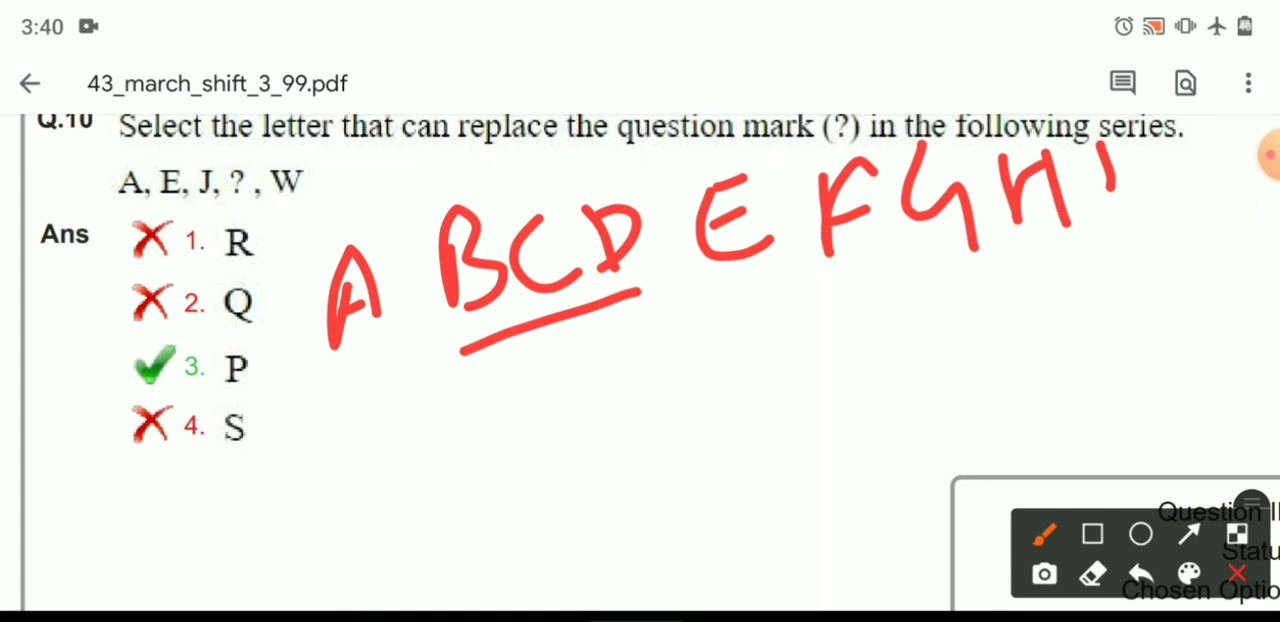 3:40
43_march_shift_3_99.pdf
Q.10 Select the letter that can replace the question mark (?) in the following series.
A, E, J, ? , W
Ans 1. R
2. Q
3. P
4. S
A BCD E F G H I
Question I
Statu
Chosen Optio